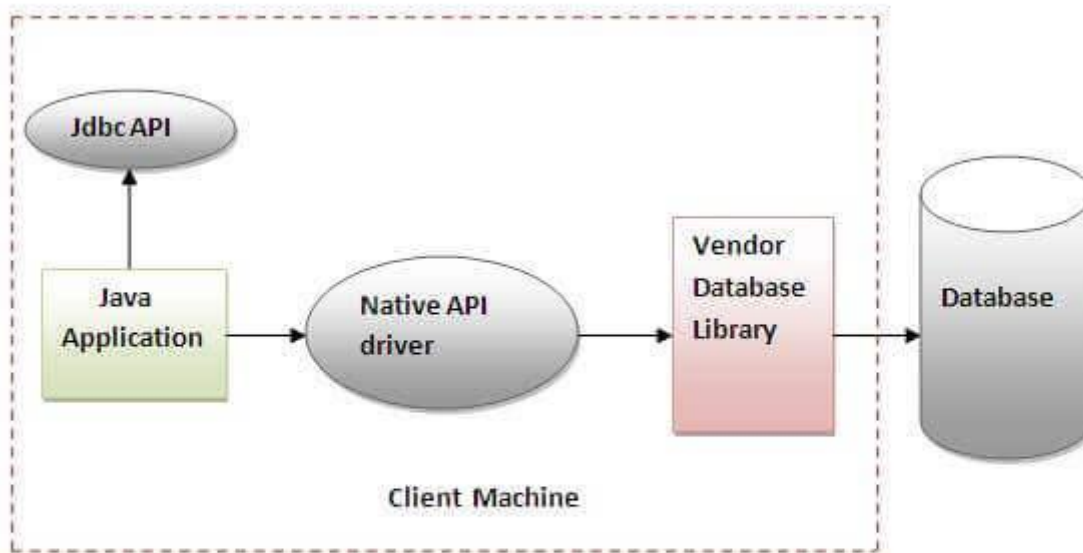 Jdbc API
Java
Application
Native API
driver
Vendor
Database
Library
Database
Client Machine